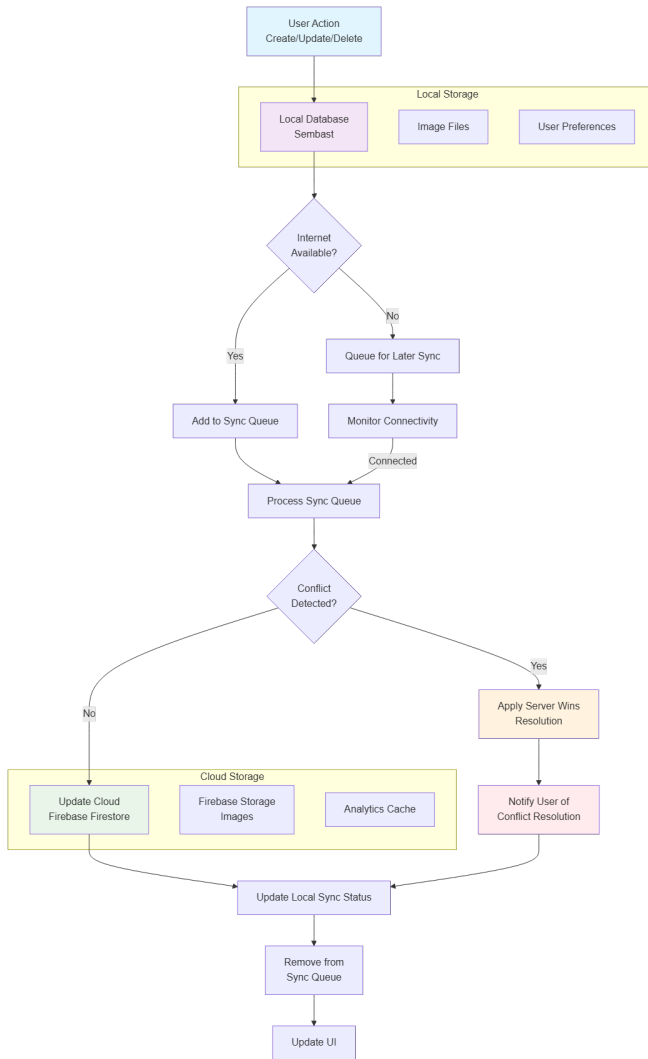 User Action
Create/Update/Delete
Local Storage
Local Database
Sembast
Image Files
User Preferences
Internet
Available?
No
Yes
Queue for Later Sync
Add to Sync Queue
Monitor Connectivity
Connected
Process Sync Queue
Conflict
Detected?
Yes
No
Apply Server Wins
Resolution
Cloud Storage
Update Cloud
Firebase Firestore
Firebase Storage
Images
Analytics Cache
Notify User of
Conflict Resolution
Update Local Sync Status
Remove from
Sync Queue
Update UI